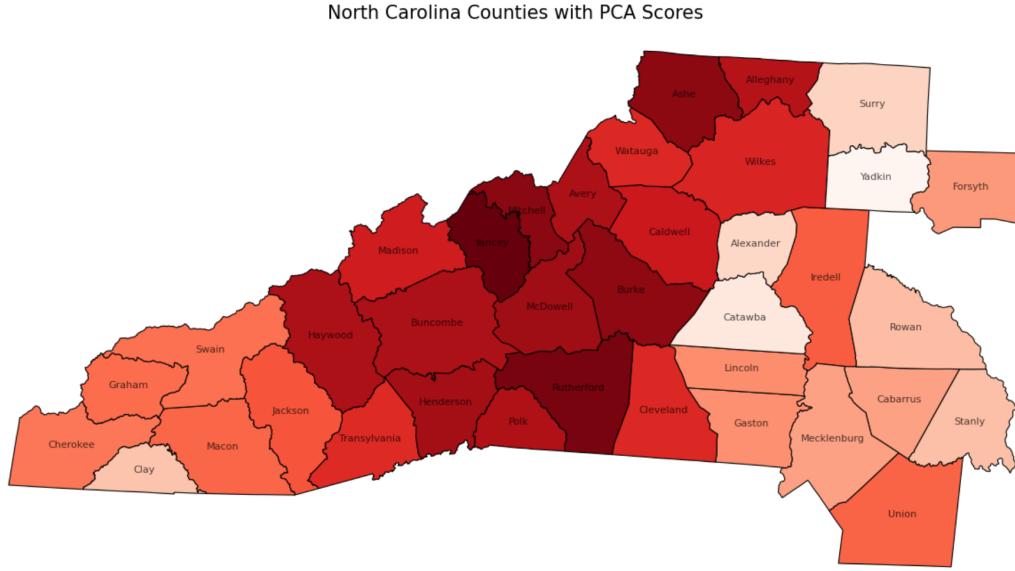 North Carolina Counties with PCA Scores
Alleghany
Ashe
Surry
Watauga
Wilkes
Yadkin
Forsyth
Avery
Mitchell
Caldwell
Yancey
Alexander
Madison
Iredell
Burke
McDowell
Catawba
Buncombe
Rowan
Haywood
Swain
Lincoln
Graham
Rutherford
Cabarrus
Henderson
Jackson
Cleveland
Polk
Gaston
Stanly
Transylvania
Mecklenburg
Cherokee
Macon
Clay
Union